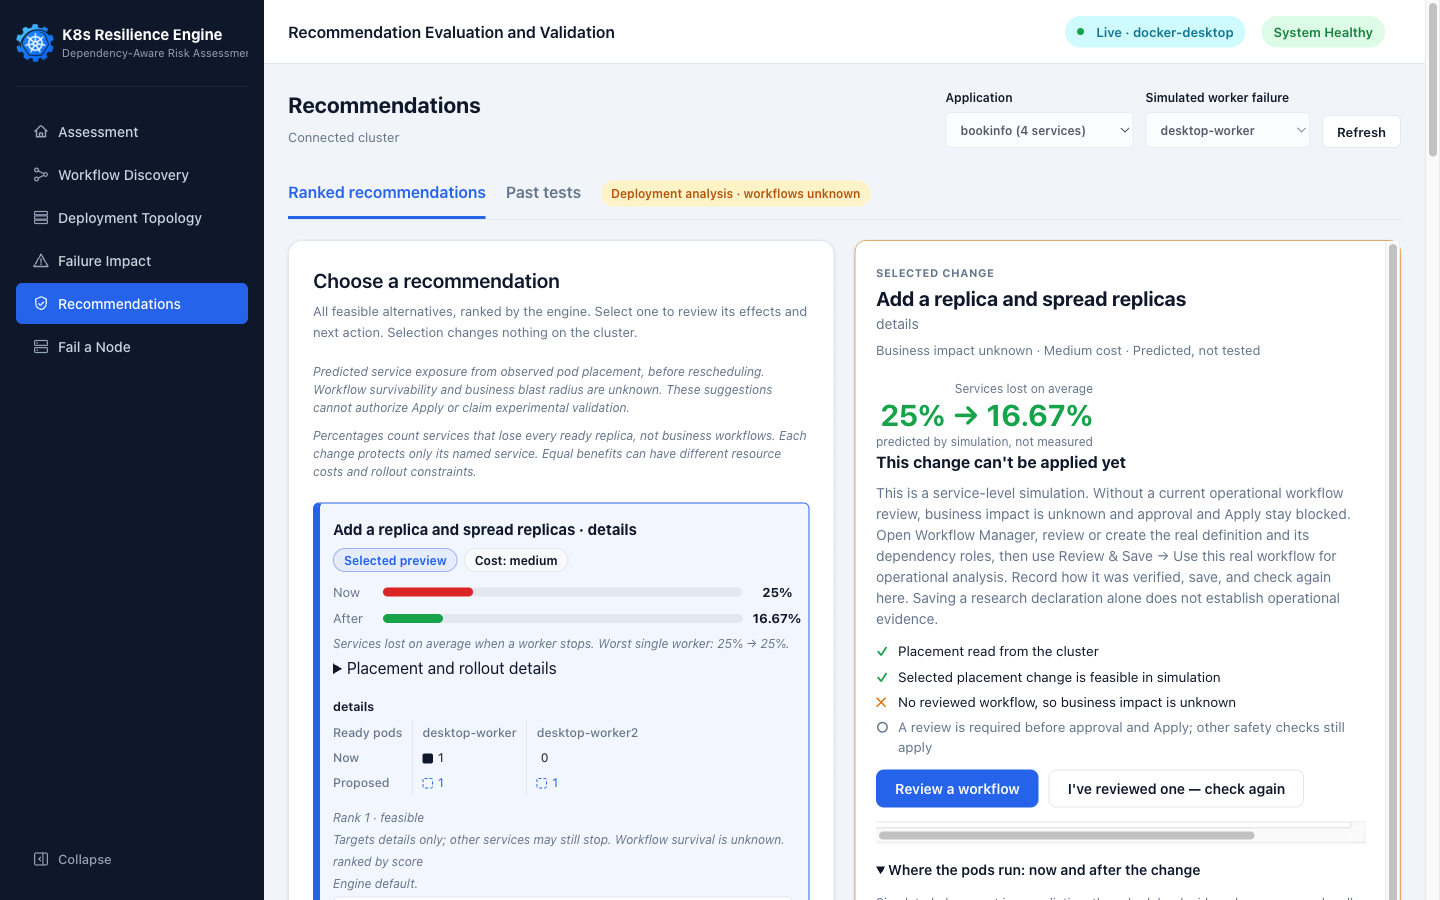 K8s Resilience Engine
Dependency-Aware Risk Assessmen
Assessment
Workflow Discovery
Deployment Topology
Failure Impact
Recommendations
Fail a Node
Collapse
Recommendation Evaluation and Validation
Live · docker-desktop
System Healthy
Recommendations
Connected cluster
Application
bookinfo (4 services)
Simulated worker failure
desktop-worker
Refresh
Ranked recommendations
Past tests
Deployment analysis · workflows unknown
Choose a recommendation
All feasible alternatives, ranked by the engine. Select one to review its effects and
next action. Selection changes nothing on the cluster.
Predicted service exposure from observed pod placement, before rescheduling.
Workflow survivability and business blast radius are unknown. These suggestions
cannot authorize Apply or claim experimental validation.
Percentages count services that lose every ready replica, not business workflows. Each
change protects only its named service. Equal benefits can have different resource
costs and rollout constraints.
Add a replica and spread replicas · details
Selected preview
Cost: medium
Now 25%
After 16.67%
Services lost on average when a worker stops. Worst single worker: 25% → 25%.
▶ Placement and rollout details
details
Ready pods desktop-worker desktop-worker2
Now 1 0
Proposed 1 1
Rank 1 · feasible
Targets details only; other services may still stop. Workflow survival is unknown.
ranked by score
Engine default.
SELECTED CHANGE
Add a replica and spread replicas
details
Business impact unknown · Medium cost · Predicted, not tested
Services lost on average
25% → 16.67%
predicted by simulation, not measured
This change can't be applied yet
This is a service-level simulation. Without a current operational workflow
review, business impact is unknown and approval and Apply stay blocked.
Open Workflow Manager, review or create the real definition and its
dependency roles, then use Review & Save → Use this real workflow for
operational analysis. Record how it was verified, save, and check again
here. Saving a research declaration alone does not establish operational
evidence.
Placement read from the cluster
Selected placement change is feasible in simulation
No reviewed workflow, so business impact is unknown
A review is required before approval and Apply; other safety checks still
apply
Review a workflow
I've reviewed one — check again
▼ Where the pods run: now and after the change